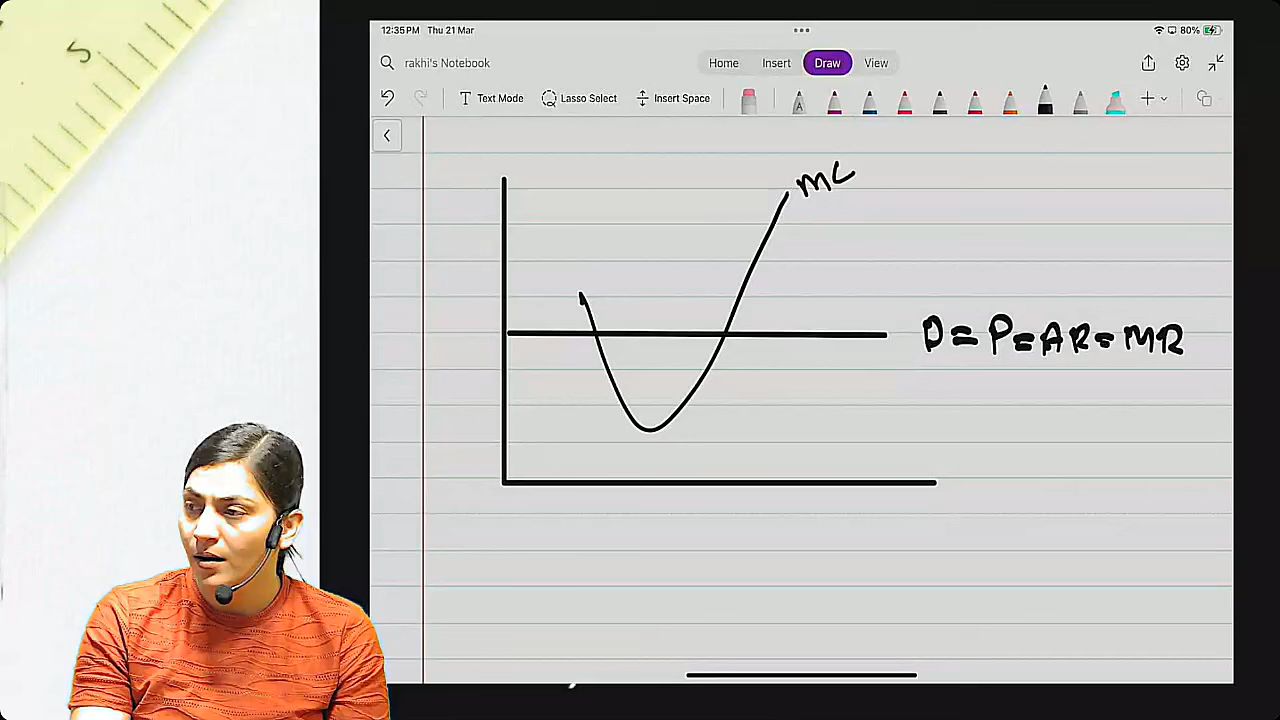 5
12:35 PM Thu 21 Mar
80%
rakhi's Notebook
Home Insert Draw View
Text Mode Lasso Select Insert Space
A
MC
D = P = AR = MR